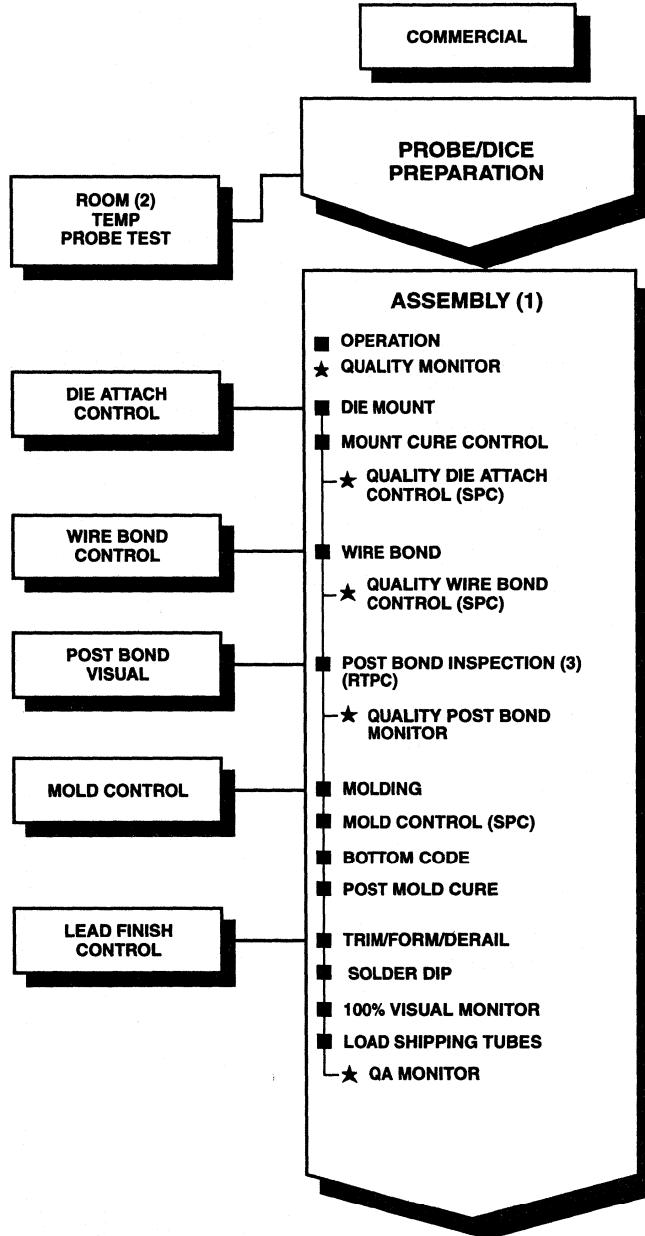 COMMERCIAL
PROBE/DICE
PREPARATION
ROOM (2)
TEMP
PROBE TEST
ASSEMBLY (1)
OPERATION
QUALITY MONITOR
DIE ATTACH
CONTROL
DIE MOUNT
MOUNT CURE CONTROL
QUALITY DIE ATTACH
CONTROL (SPC)
WIRE BOND
CONTROL
WIRE BOND
QUALITY WIRE BOND
CONTROL (SPC)
POST BOND
VISUAL
POST BOND INSPECTION (3)
(RTPC)
QUALITY POST BOND
MONITOR
MOLD CONTROL
MOLDING
MOLD CONTROL (SPC)
BOTTOM CODE
POST MOLD CURE
LEAD FINISH
CONTROL
TRIM/FORM/DERAIL
SOLDER DIP
100% VISUAL MONITOR
LOAD SHIPPING TUBES
QA MONITOR